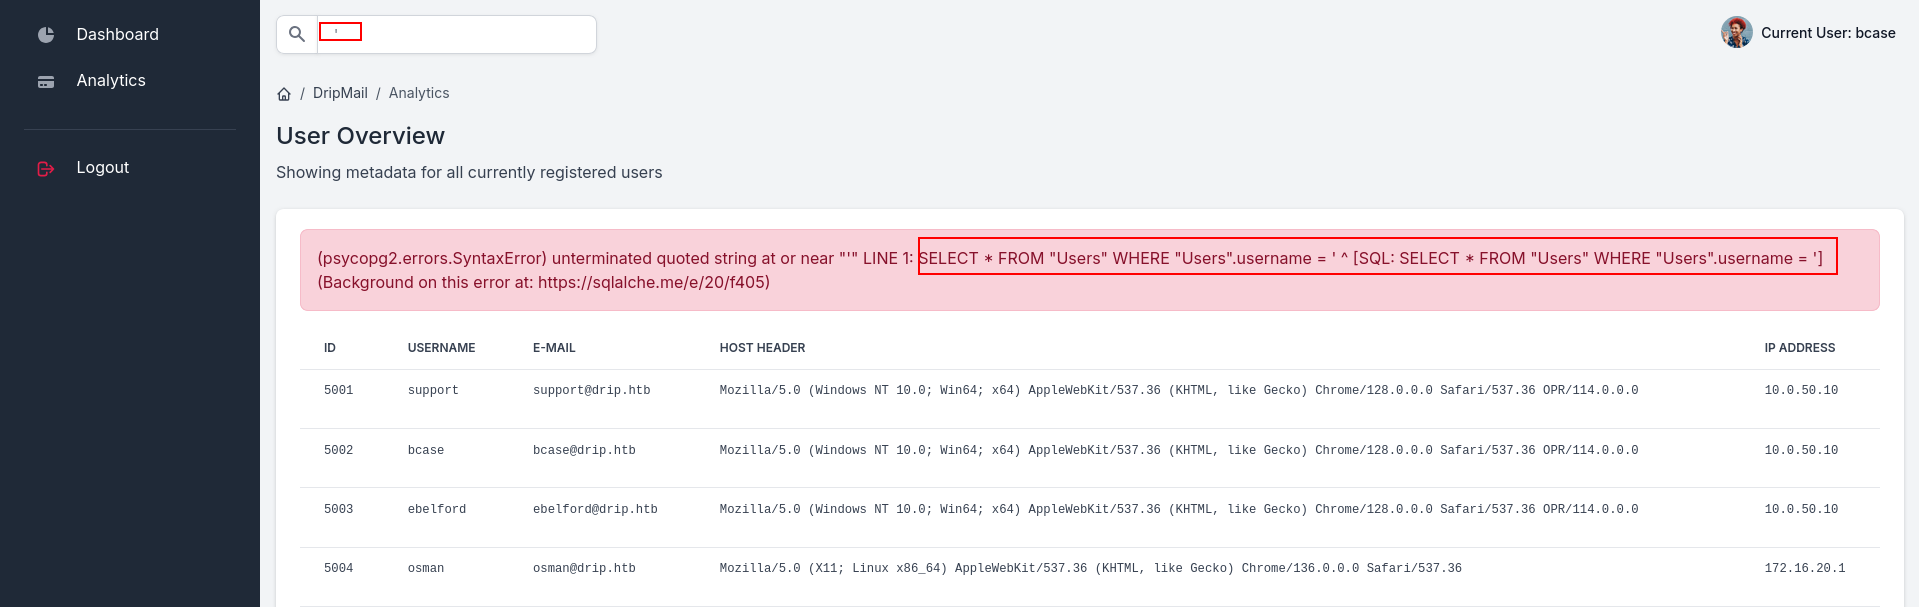 Dashboard
Analytics
Logout
'
Current User: bcase
/ DripMail / Analytics
User Overview
Showing metadata for all currently registered users
(psycopg2.errors.SyntaxError) unterminated quoted string at or near "'" LINE 1: SELECT * FROM "Users" WHERE "Users".username = ' ^ [SQL: SELECT * FROM "Users" WHERE "Users".username = ']
(Background on this error at: https://sqlalche.me/e/20/f405)
ID USERNAME E-MAIL HOST HEADER IP ADDRESS
5001 support support@drip.htb Mozilla/5.0 (Windows NT 10.0; Win64; x64) AppleWebKit/537.36 (KHTML, like Gecko) Chrome/128.0.0.0 Safari/537.36 OPR/114.0.0.0 10.0.50.10
5002 bcase bcase@drip.htb Mozilla/5.0 (Windows NT 10.0; Win64; x64) AppleWebKit/537.36 (KHTML, like Gecko) Chrome/128.0.0.0 Safari/537.36 OPR/114.0.0.0 10.0.50.10
5003 ebelford ebelford@drip.htb Mozilla/5.0 (Windows NT 10.0; Win64; x64) AppleWebKit/537.36 (KHTML, like Gecko) Chrome/128.0.0.0 Safari/537.36 OPR/114.0.0.0 10.0.50.10
5004 osman osman@drip.htb Mozilla/5.0 (X11; Linux x86_64) AppleWebKit/537.36 (KHTML, like Gecko) Chrome/136.0.0.0 Safari/537.36 172.16.20.1